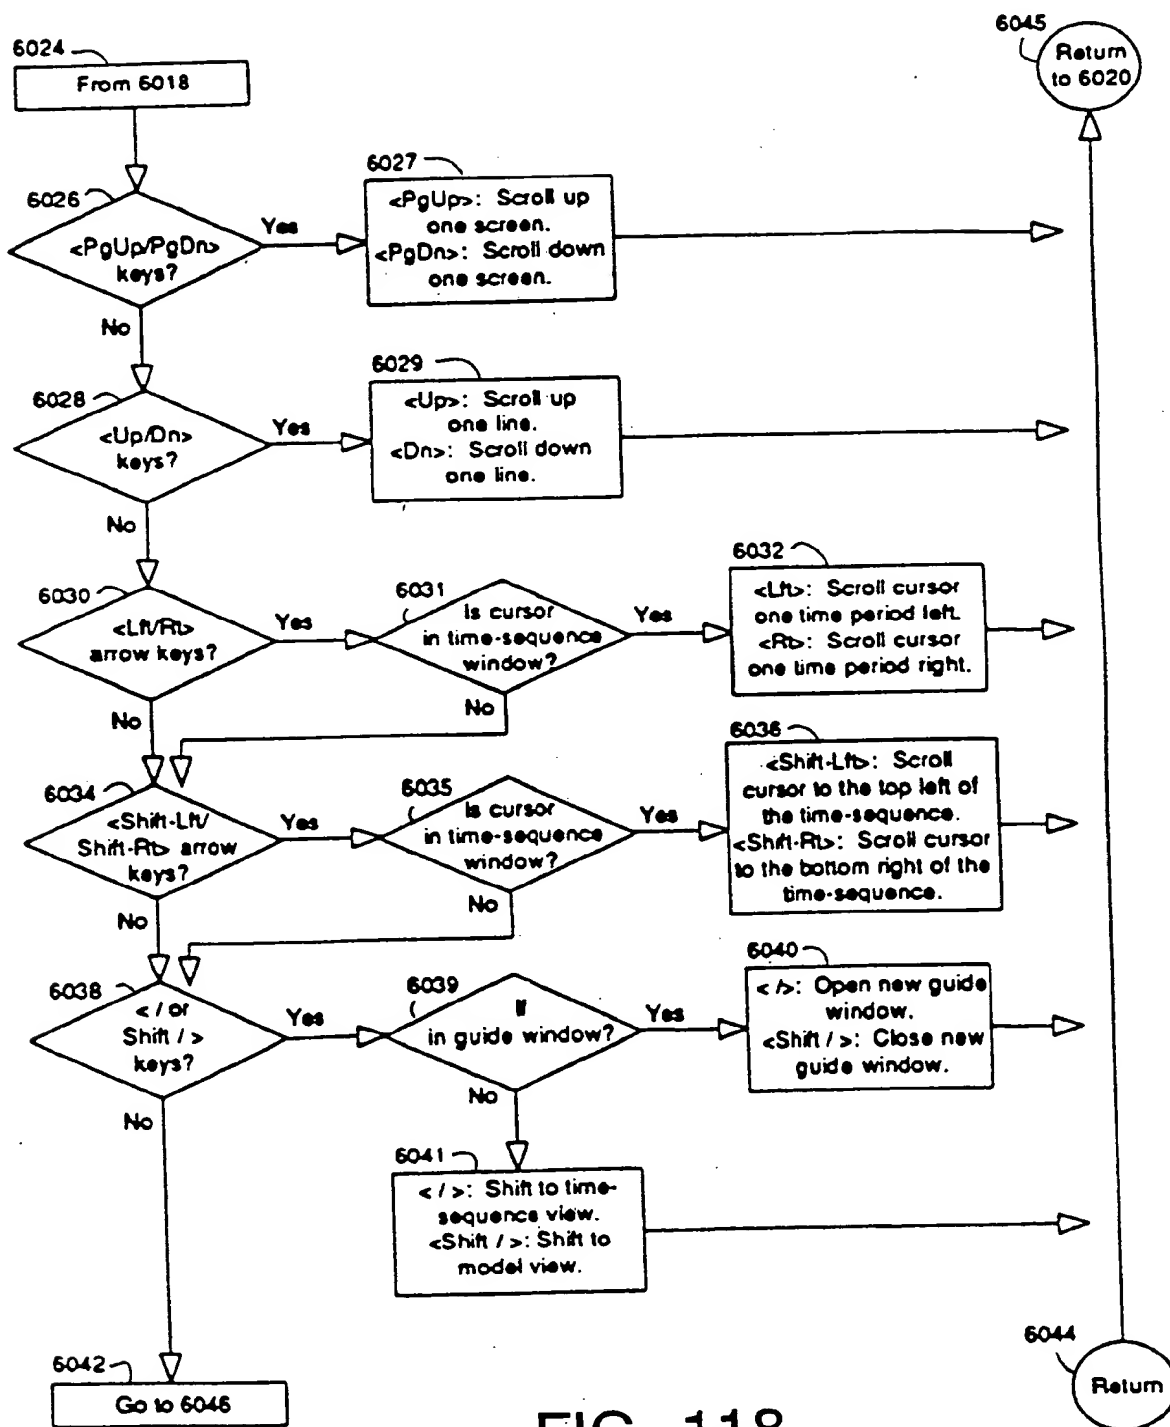 6024
From 6018
6045
Return
to 6020
6026
<PgUp/PgDn>
keys?
Yes
No
6027
<PgUp>: Scroll up
one screen.
<PgDn>: Scroll down
one screen.
6028
<Up/Dn>
keys?
Yes
No
6029
<Up>: Scroll up
one line.
<Dn>: Scroll down
one line.
6030
<Lft/Rt>
arrow keys?
Yes
No
6031
Is cursor
in time-sequence
window?
Yes
No
6032
<Lft>: Scroll cursor
one time period left.
<Rt>: Scroll cursor
one time period right.
6034
<Shift-Lft/
Shift-Rt> arrow
keys?
Yes
No
6035
Is cursor
in time-sequence
window?
Yes
No
6036
<Shift-Lft>: Scroll
cursor to the top left of
the time-sequence.
<Shift-Rt>: Scroll cursor
to the bottom right of the
time-sequence.
6038
< / or
Shift / >
keys?
Yes
No
6039
If
in guide window?
Yes
No
6040
< />: Open new guide
window.
<Shift / >: Close new
guide window.
6041
< / >: Shift to time-
sequence view.
<Shift / >: Shift to
model view.
6042
Go to 6046
6044
Return
FIG. 118